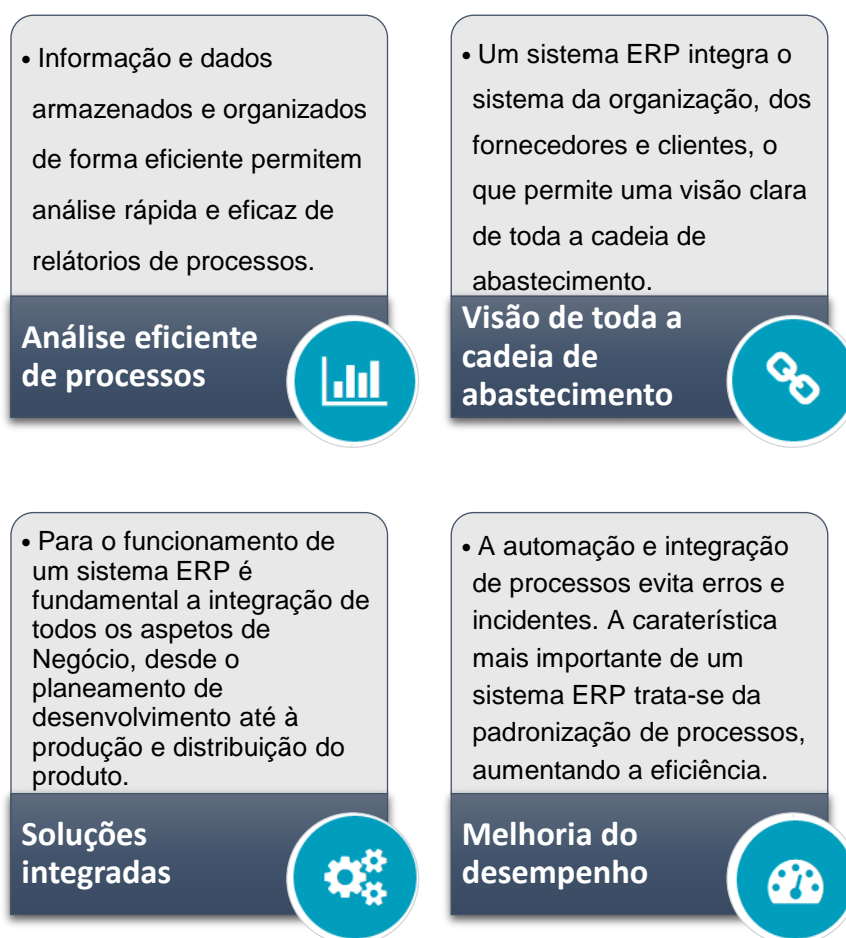 • Informação e dados
armazenados e organizados
de forma eficiente permitem
análise rápida e eficaz de
relátorios de processos.
Análise eficiente
de processos
• Um sistema ERP integra o
sistema da organização, dos
fornecedores e clientes, o
que permite uma visão clara
de toda a cadeia de
abastecimento.
Visão de toda a
cadeia de
abastecimento
• Para o funcionamento de
um sistema ERP é
fundamental a integração de
todos os aspetos de
Negócio, desde o
planeamento de
desenvolvimento até à
produção e distribuição do
produto.
Soluções
integradas
• A automação e integração
de processos evita erros e
incidentes. A caraterística
mais importante de um
sistema ERP trata-se da
padronização de processos,
aumentando a eficiência.
Melhoria do
desempenho